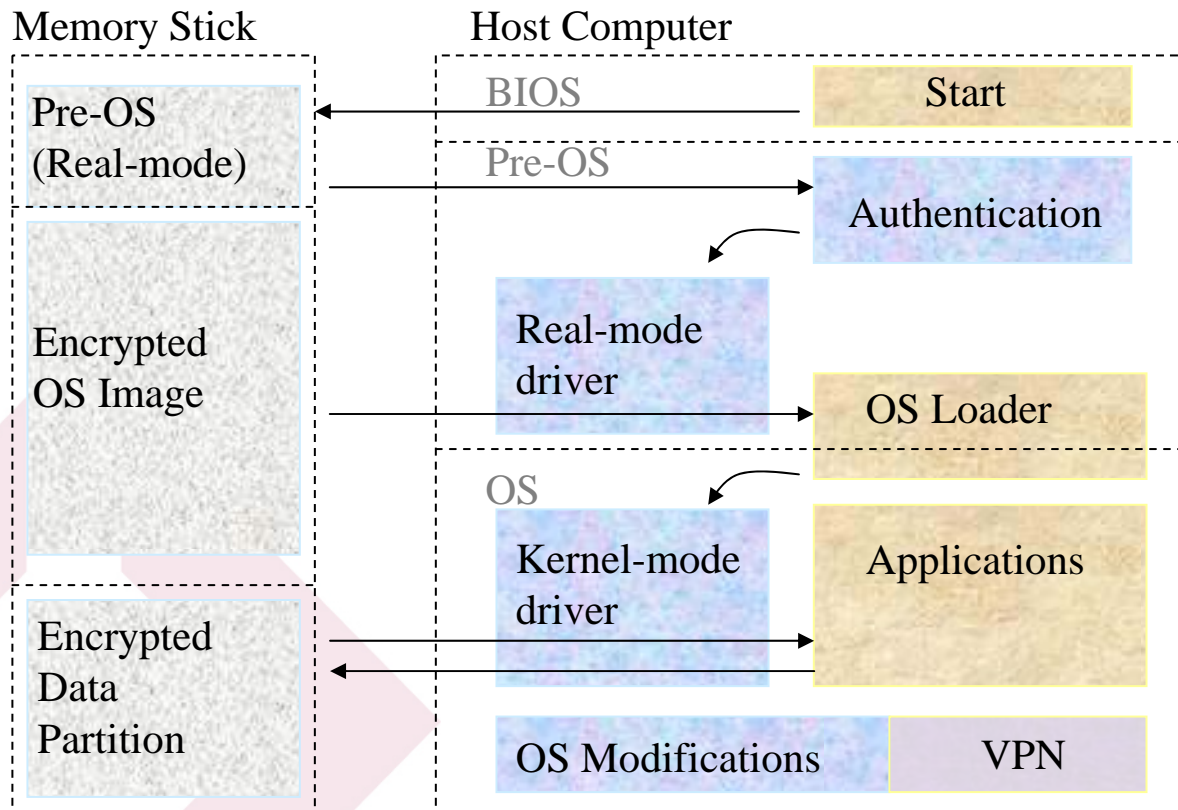 Memory Stick
Host Computer
BIOS
Start
Pre-OS
(Real-mode)
Pre-OS
Authentication
Encrypted
OS Image
Real-mode
driver
OS Loader
OS
Kernel-mode
driver
Applications
Encrypted
Data
Partition
OS Modifications
VPN